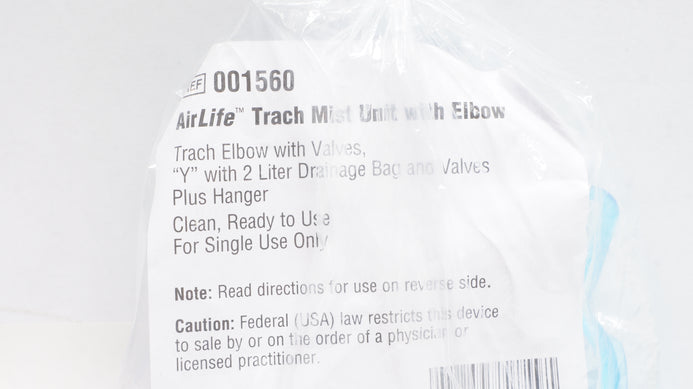 REF 001560
AirLife™ Trach Mist Unit with Elbow
Trach Elbow with Valves,
“Y” with 2 Liter Drainage Bag and Valves
Plus Hanger
Clean, Ready to Use
For Single Use Only
Note: Read directions for use on reverse side.
Caution: Federal (USA) law restricts this device
to sale by or on the order of a physician or
licensed practitioner.